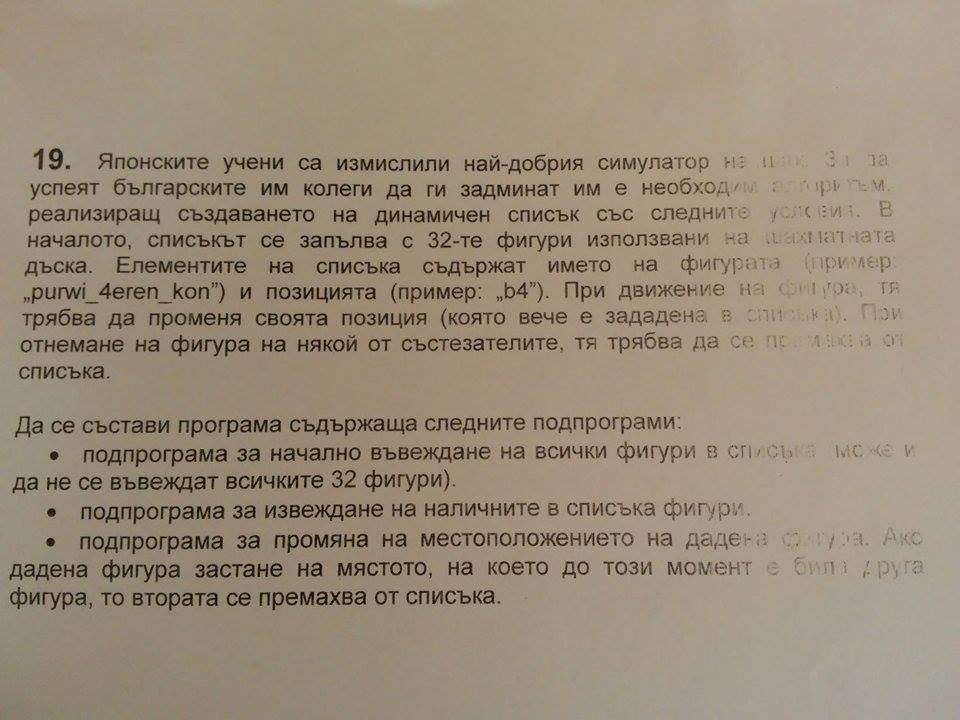 19. Японските учени са измислили най-добрия симулатор на шах. За да
успеят българските им колеги да ги задминат им е необходим алгоритъм,
реализиращ създаването на динамичен списък със следните условия. В
началото, списъкът се запълва с 32-те фигури използвани на шахматната
дъска. Елементите на списъка съдържат името на фигурата (пример:
„purwi_4eren_kon”) и позицията (пример: „b4”). При движение на фигура, тя
трябва да променя своята позиция (която вече е зададена в списъка). При
отнемане на фигура на някой от състезателите, тя трябва да се премахва от
списъка.
Да се състави програма съдържаща следните подпрограми:
• подпрограма за начално въвеждане на всички фигури в списъка (може и
да не се въвеждат всичките 32 фигури).
• подпрограма за извеждане на наличните в списъка фигури.
• подпрограма за промяна на местоположението на дадена фигура. Ако
дадена фигура застане на мястото, на което до този момент е била друга
фигура, то втората се премахва от списъка.